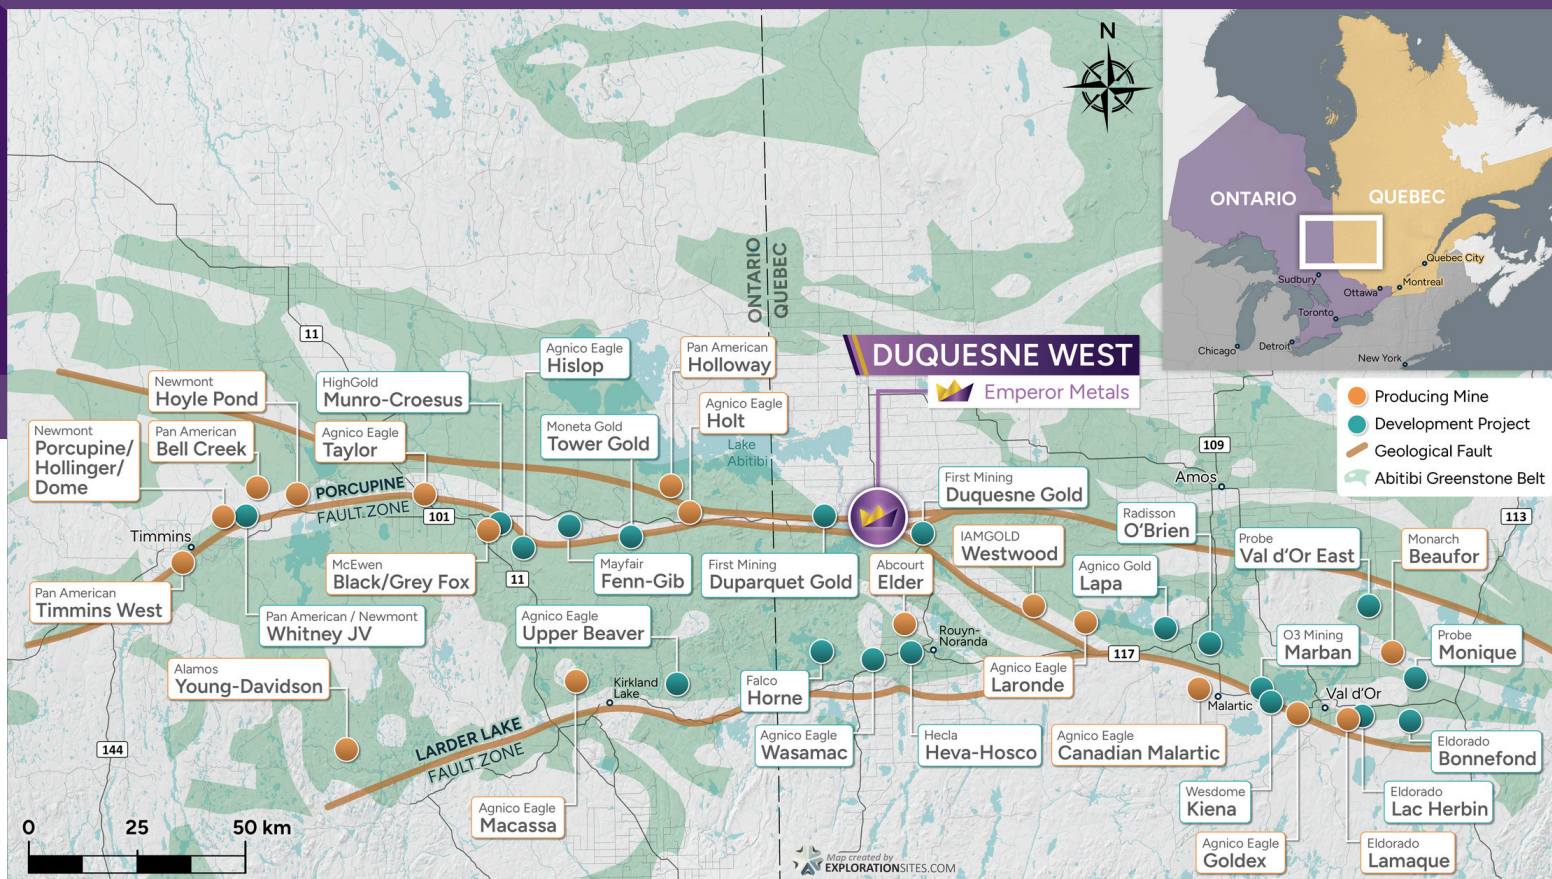 N
ONTARIO
QUEBEC
Quebec City
Sudbury
Ottawa
Montreal
Toronto
Chicago
Detroit
New York
ONTARIO
QUEBEC
DUQUESNE WEST
Emperor Metals
Producing Mine
Development Project
Geological Fault
Abitibi Greenstone Belt
11
109
113
101
11
117
144
Newmont
Hoyle Pond
HighGold
Munro-Croesus
Agnico Eagle
Hislop
Pan American
Holloway
Newmont
Porcupine/
Hollinger/
Dome
Pan American
Bell Creek
Agnico Eagle
Taylor
Moneta Gold
Tower Gold
Agnico Eagle
Holt
Lake
Abitibi
PORCUPINE
FAULT ZONE
First Mining
Duquesne Gold
Amos
Timmins
Radisson
O'Brien
IAMGOLD
Westwood
Probe
Val d'Or East
Monarch
Beaufor
Pan American
Timmins West
McEwen
Black/Grey Fox
Mayfair
Fenn-Gib
First Mining
Duparquet Gold
Abcourt
Elder
Agnico Gold
Lapa
Pan American / Newmont
Whitney JV
Agnico Eagle
Upper Beaver
Rouyn-
Noranda
O3 Mining
Marban
Probe
Monique
Alamos
Young-Davidson
Kirkland
Lake
Falco
Horne
Agnico Eagle
Laronde
Malartic
Val d'Or
LARDER LAKE
FAULT ZONE
Agnico Eagle
Wasamac
Hecla
Heva-Hosco
Agnico Eagle
Canadian Malartic
Eldorado
Bonnefond
Agnico Eagle
Macassa
Wesdome
Kiena
Eldorado
Lac Herbin
Agnico Eagle
Goldex
Eldorado
Lamaque
0 25 50 km
Map created by
EXPLORATIONSITES.COM